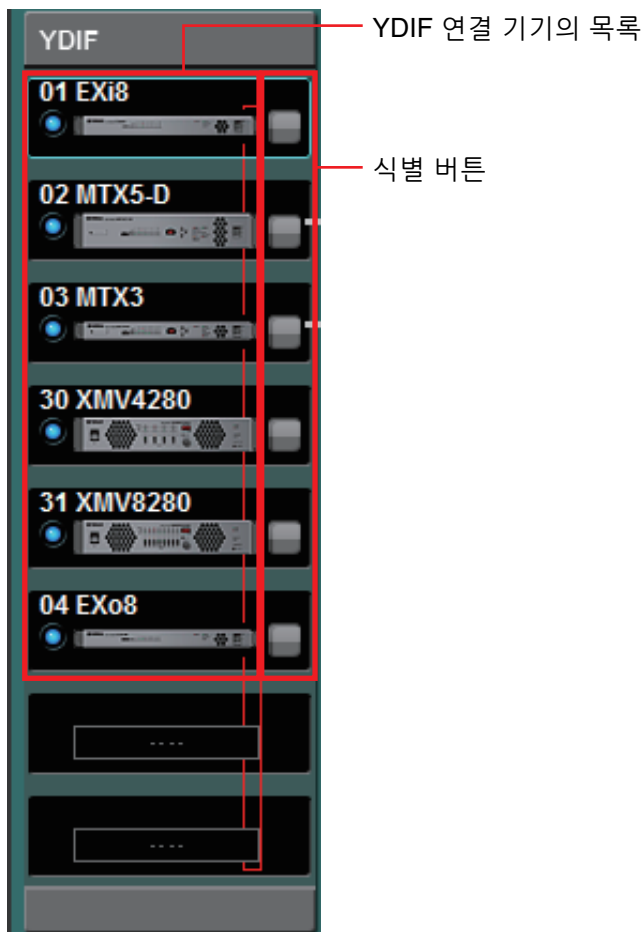 YDIF
YDIF 연결 기기의 목록
01 EXi8
식별 버튼
02 MTX5-D
03 MTX3
30 XMV4280
31 XMV8280
04 EXo8
----
----